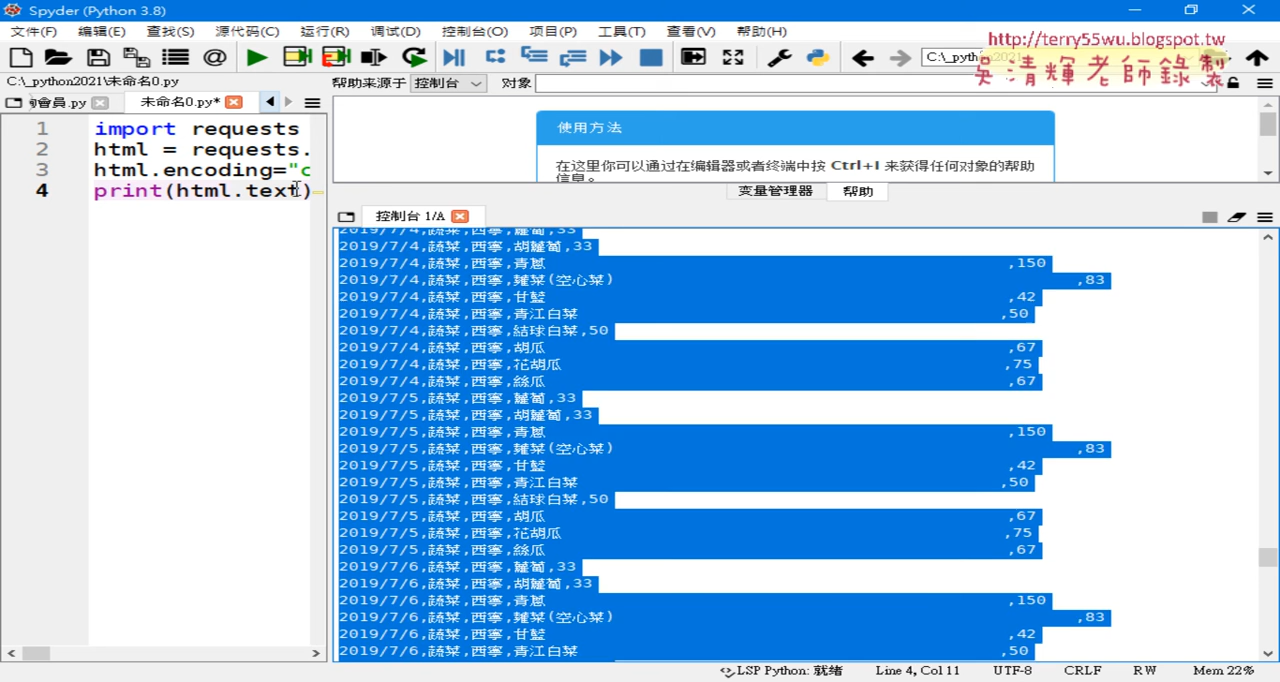 Spyder (Python 3.8)
文件(F) 编辑(E) 查找(S) 源代码(C) 运行(R) 调试(D) 控制台(O) 项目(P) 工具(T) 查看(V) 帮助(H)
http://terry55wu.blogspot.tw
吳清輝老師錄製
C:\_pyth
C:\_python2021\未命名0.py
帮助来源于 控制台 对象
會員.py 未命名0.py*
1 import requests
2 html = requests.
3 html.encoding="c
4 print(html.text)
使用方法
在这里你可以通过在编辑器或者终端中按 Ctrl+I 来获得任何对象的帮助
信息。
变量管理器 帮助
控制台 1/A
2019/7/4,蔬菜,西寧,蘿蔔,33
2019/7/4,蔬菜,西寧,胡蘿蔔,33
2019/7/4,蔬菜,西寧,青蔥 ,150
2019/7/4,蔬菜,西寧,蕹菜(空心菜) ,83
2019/7/4,蔬菜,西寧,甘藍 ,42
2019/7/4,蔬菜,西寧,青江白菜 ,50
2019/7/4,蔬菜,西寧,結球白菜,50
2019/7/4,蔬菜,西寧,胡瓜 ,67
2019/7/4,蔬菜,西寧,花胡瓜 ,75
2019/7/4,蔬菜,西寧,絲瓜 ,67
2019/7/5,蔬菜,西寧,蘿蔔,33
2019/7/5,蔬菜,西寧,胡蘿蔔,33
2019/7/5,蔬菜,西寧,青蔥 ,150
2019/7/5,蔬菜,西寧,蕹菜(空心菜) ,83
2019/7/5,蔬菜,西寧,甘藍 ,42
2019/7/5,蔬菜,西寧,青江白菜 ,50
2019/7/5,蔬菜,西寧,結球白菜,50
2019/7/5,蔬菜,西寧,胡瓜 ,67
2019/7/5,蔬菜,西寧,花胡瓜 ,75
2019/7/5,蔬菜,西寧,絲瓜 ,67
2019/7/6,蔬菜,西寧,蘿蔔,33
2019/7/6,蔬菜,西寧,胡蘿蔔,33
2019/7/6,蔬菜,西寧,青蔥 ,150
2019/7/6,蔬菜,西寧,蕹菜(空心菜) ,83
2019/7/6,蔬菜,西寧,甘藍 ,42
2019/7/6,蔬菜,西寧,青江白菜 ,50
LSP Python: 就绪 Line 4, Col 11 UTF-8 CRLF RW Mem 22%